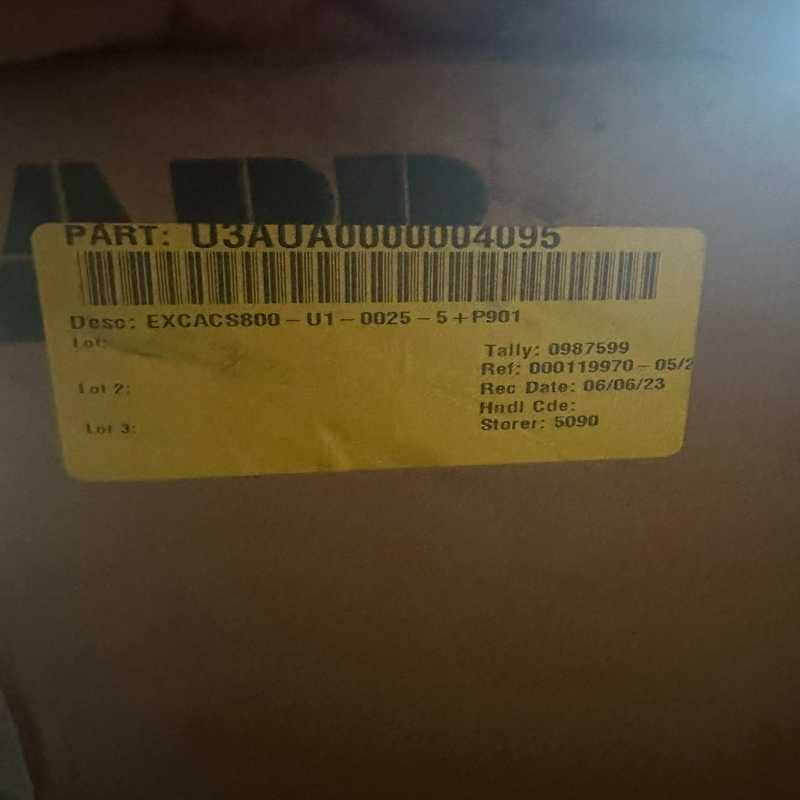 ABB
PART: U3AUA0000004095
Desc: EXCACS800-U1-0025-5+P901
Lot:
Tally: 0987599
Ref: 000119970-05/2
Lot 2:
Rec Date: 06/06/23
Hndl Cde:
Lot 3:
Storer: 5090